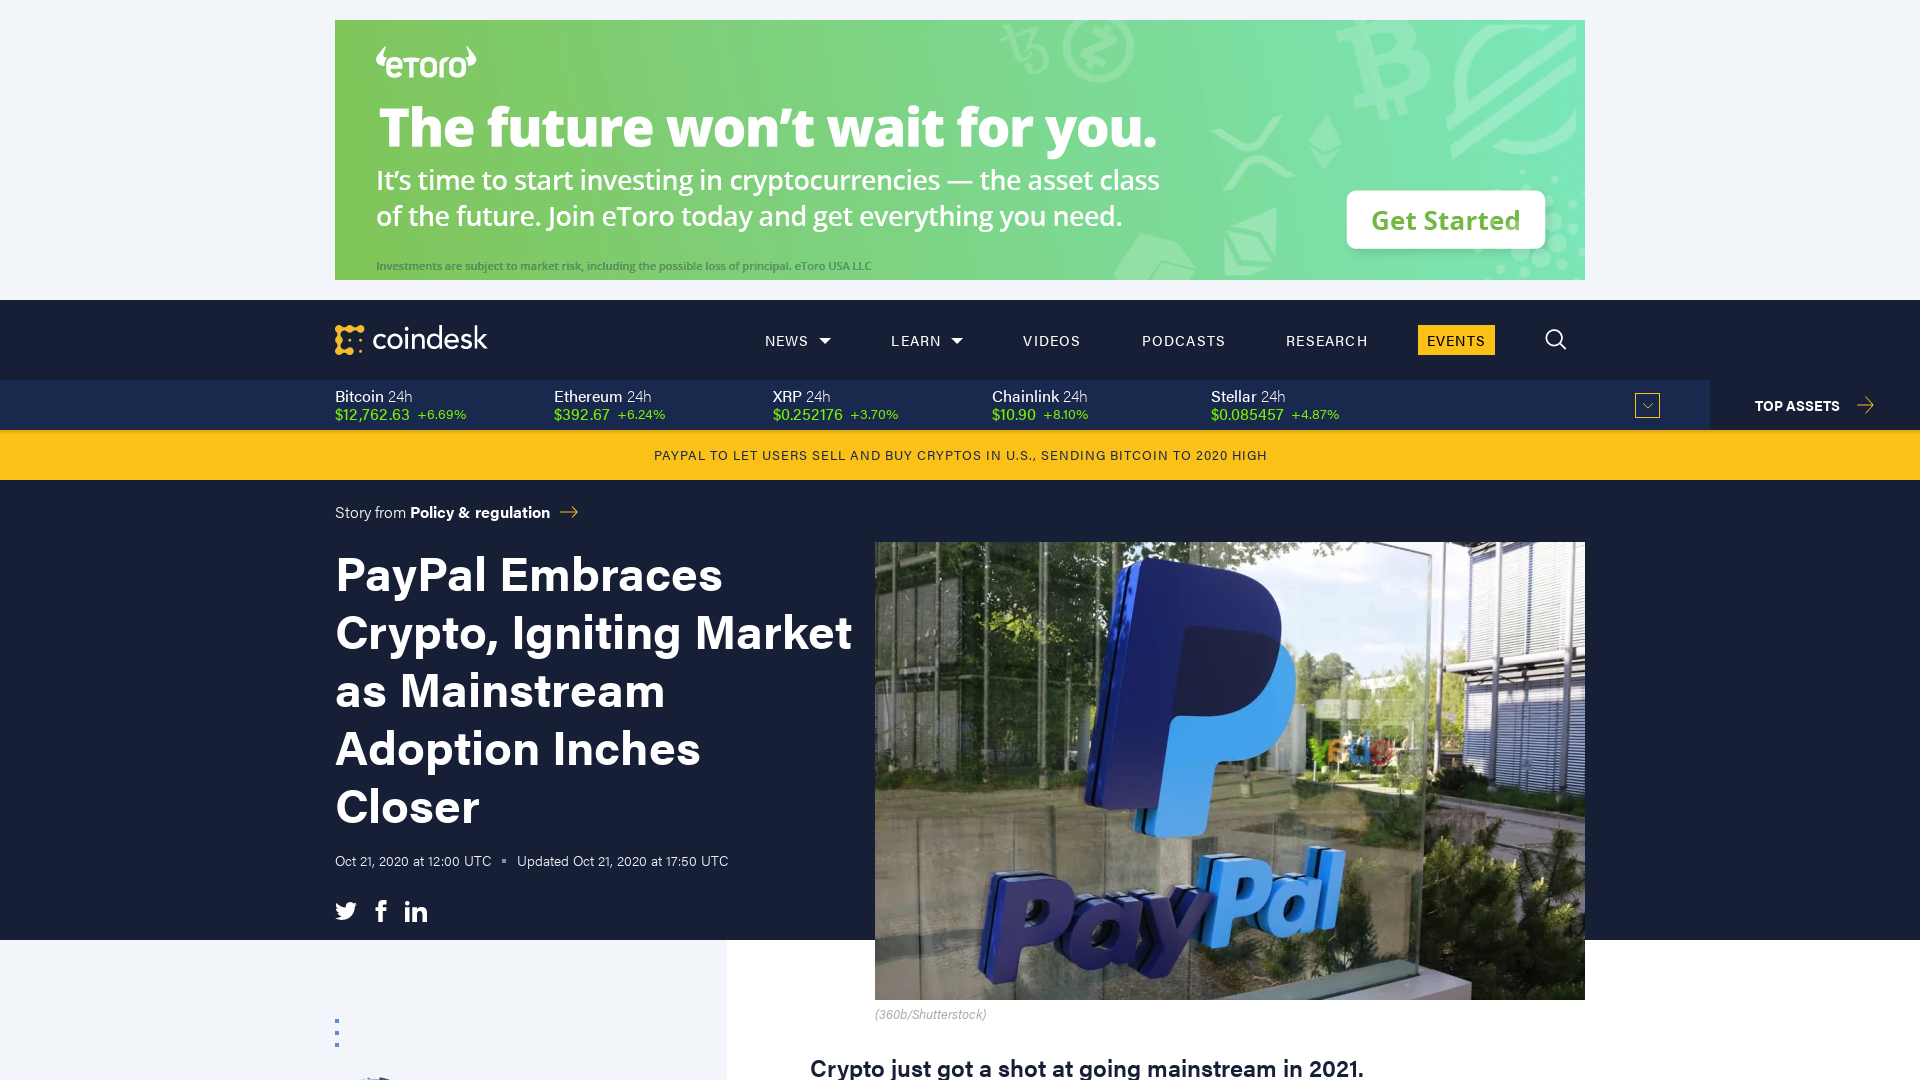 eToro
The future won't wait for you.
It's time to start investing in cryptocurrencies — the asset class
of the future. Join eToro today and get everything you need.
Get Started
Investments are subject to market risk, including the possible loss of principal. eToro USA LLC
coindesk
NEWS LEARN VIDEOS PODCASTS RESEARCH EVENTS
Bitcoin 24h
$12,762.63 +6.69%
Ethereum 24h
$392.67 +6.24%
XRP 24h
$0.252176 +3.70%
Chainlink 24h
$10.90 +8.10%
Stellar 24h
$0.085457 +4.87%
TOP ASSETS
PAYPAL TO LET USERS SELL AND BUY CRYPTOS IN U.S., SENDING BITCOIN TO 2020 HIGH
Story from Policy & regulation
PayPal Embraces
Crypto, Igniting Market
as Mainstream
Adoption Inches
Closer
Oct 21, 2020 at 12:00 UTC ▪ Updated Oct 21, 2020 at 17:50 UTC
PayPal
(360b/Shutterstock)
Crypto just got a shot at going mainstream in 2021.